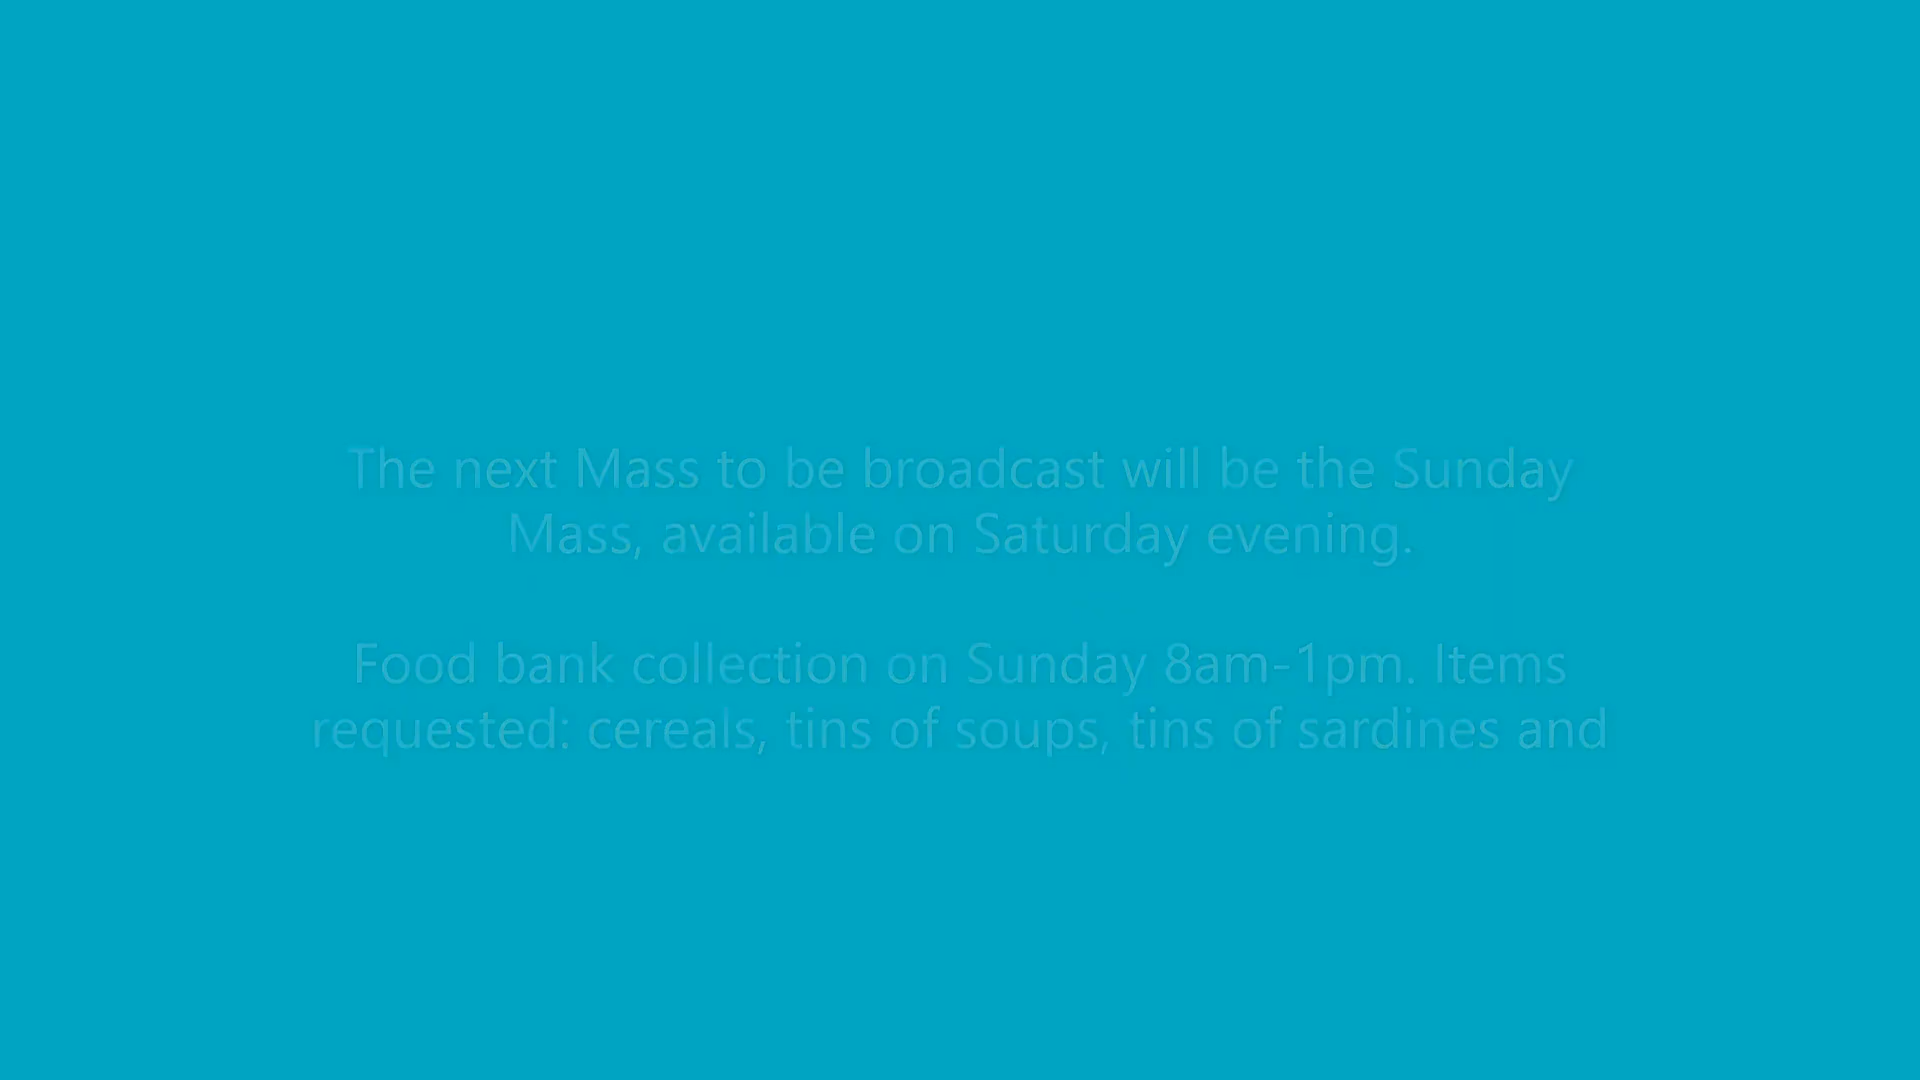 The next Mass to be broadcast will be the Sunday
Mass, available on Saturday evening.
Food bank collection on Sunday 8am-1pm. Items
requested: cereals, tins of soups, tins of sardines and